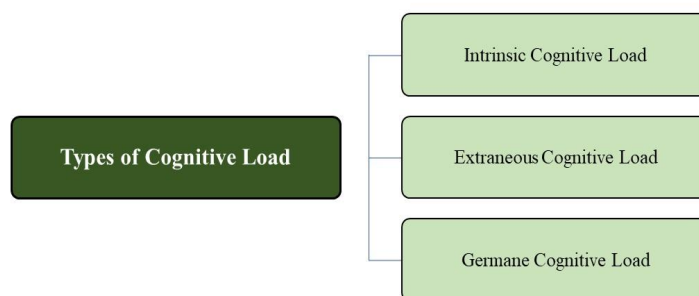 Types of Cognitive Load
Intrinsic Cognitive Load
Extraneous Cognitive Load
Germane Cognitive Load